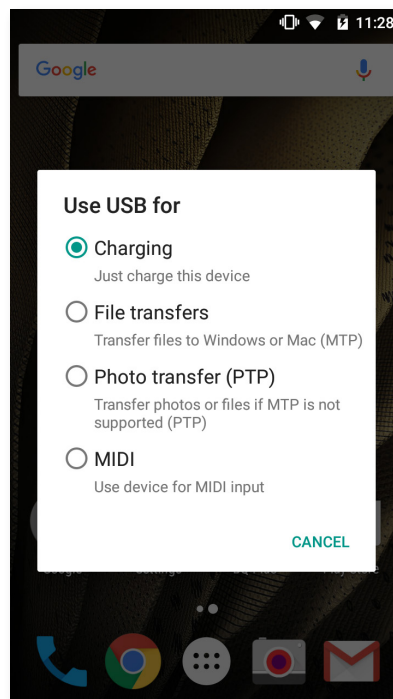 11:28
Google
Use USB for
Charging
Just charge this device
File transfers
Transfer files to Windows or Mac (MTP)
Photo transfer (PTP)
Transfer photos or files if MTP is not
supported (PTP)
MIDI
Use device for MIDI input
CANCEL